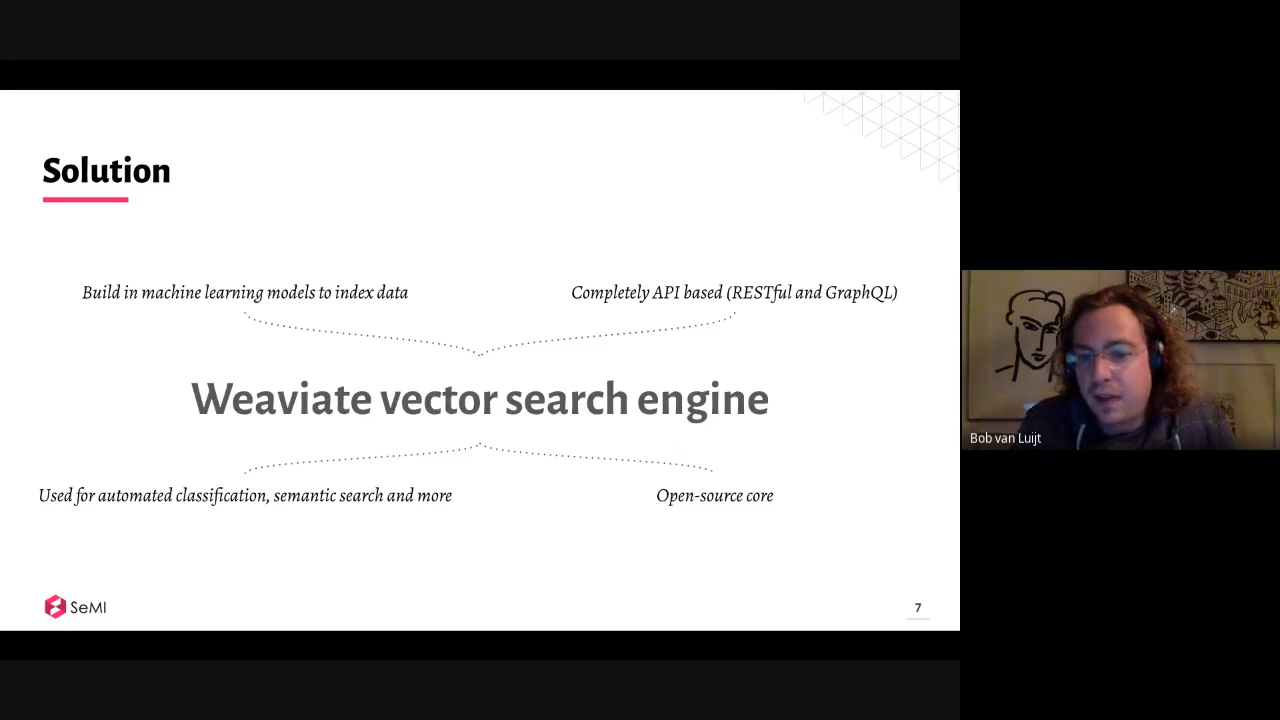 Solution
Build in machine learning models to index data
Completely API based (RESTful and GraphQL)
Weaviate vector search engine
Used for automated classification, semantic search and more
Open-source core
SeMI
7
Bob van Luijt